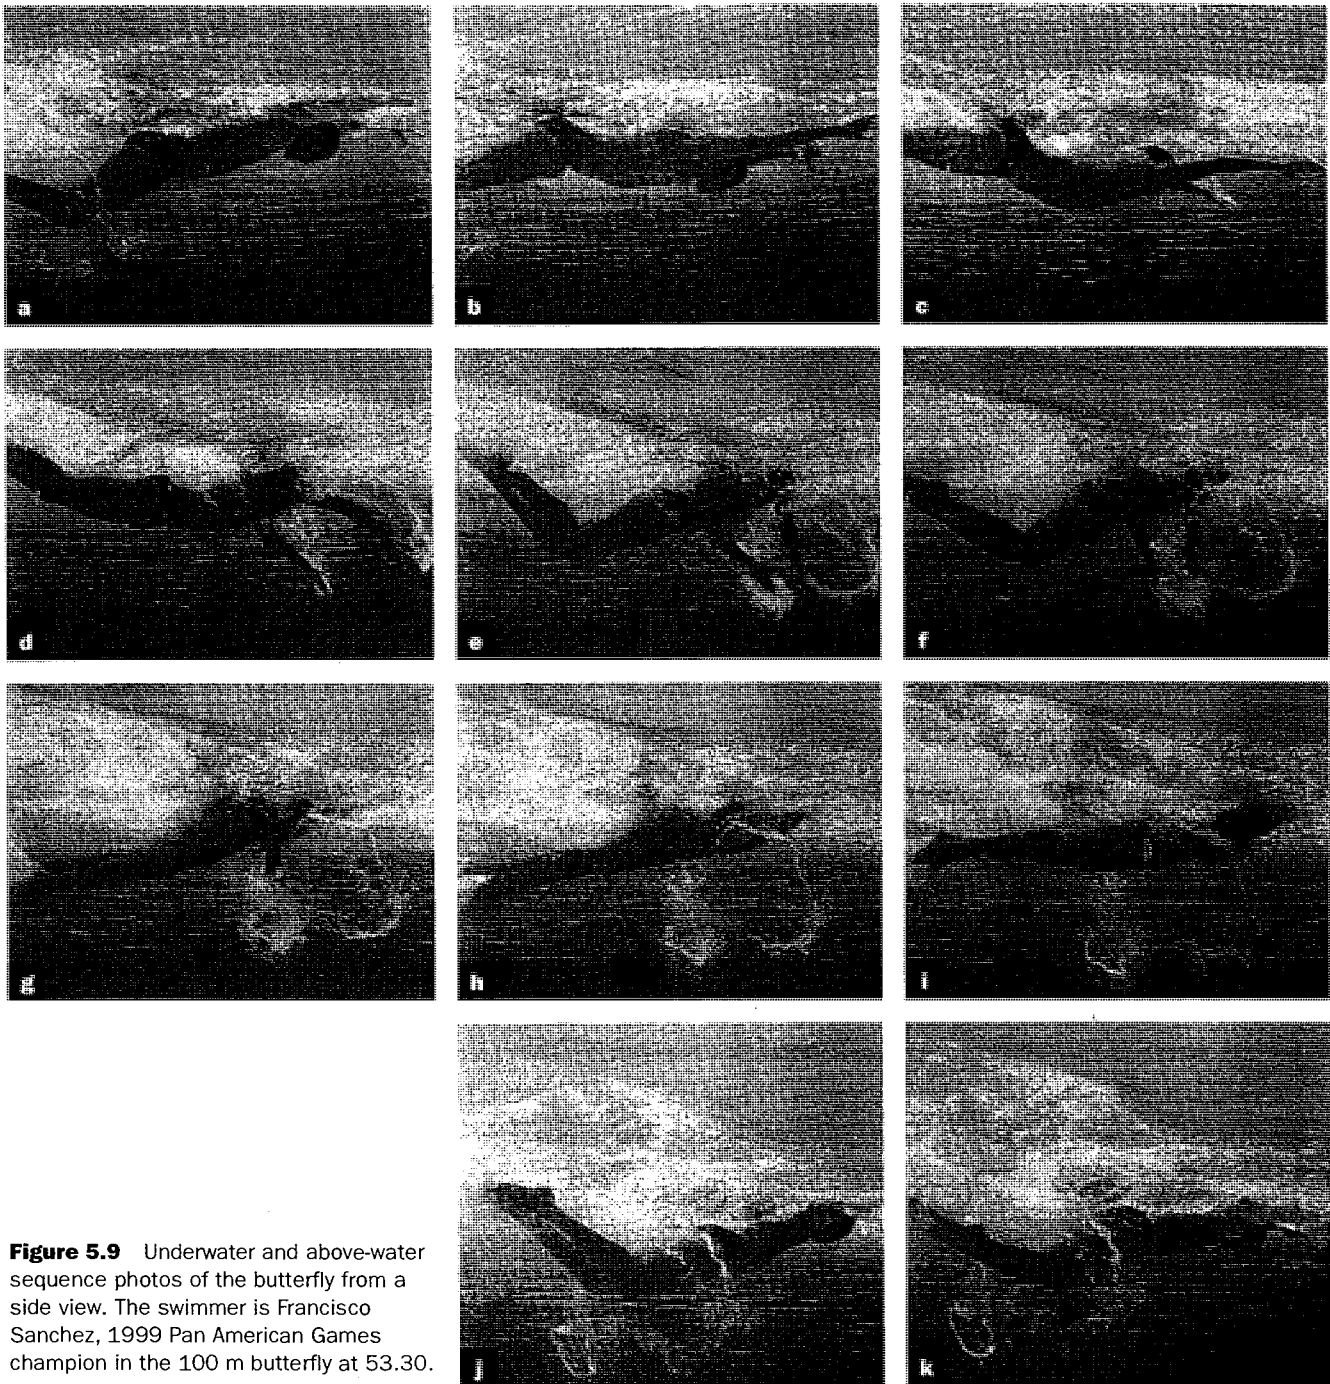 a
b
c
d
e
f
g
h
i
j
k
Figure 5.9 Underwater and above-water
sequence photos of the butterfly from a
side view. The swimmer is Francisco
Sanchez, 1999 Pan American Games
champion in the 100 m butterfly at 53.30.